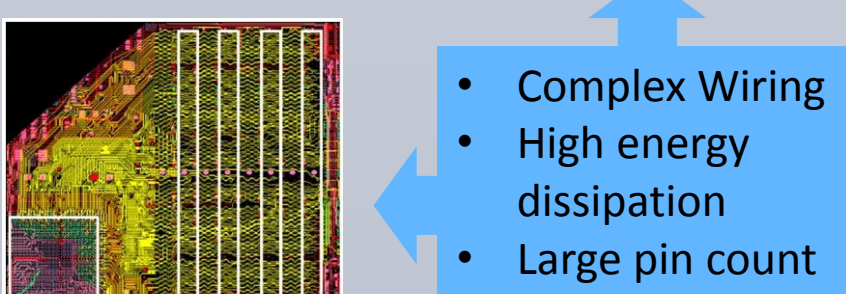 • Complex Wiring
• High energy
dissipation
• Large pin count